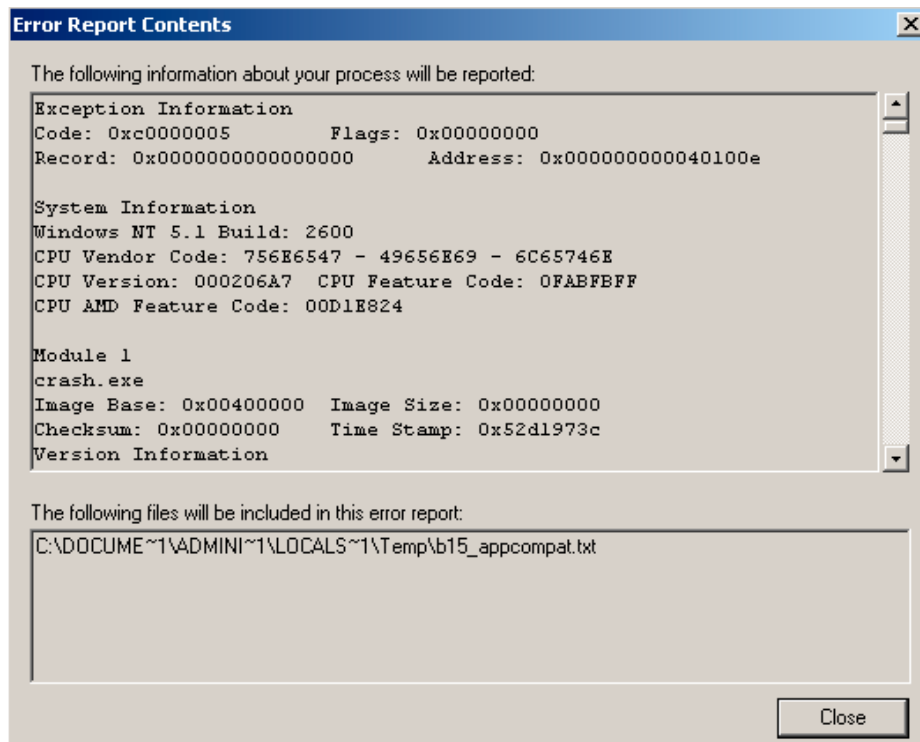 Error Report Contents
The following information about your process will be reported:
Exception Information
Code: 0xc0000005 Flags: 0x00000000
Record: 0x0000000000000000 Address: 0x000000000040100e
System Information
Windows NT 5.1 Build: 2600
CPU Vendor Code: 756E6547 - 49656E69 - 6C65746E
CPU Version: 000206A7 CPU Feature Code: 0FABFBFF
CPU AMD Feature Code: 00D1E824
Module 1
crash.exe
Image Base: 0x00400000 Image Size: 0x00000000
Checksum: 0x00000000 Time Stamp: 0x52d1973c
Version Information
The following files will be included in this error report:
C:\DOCUME~1\ADMINI~1\LOCALS~1\Temp\b15_appcompat.txt
Close